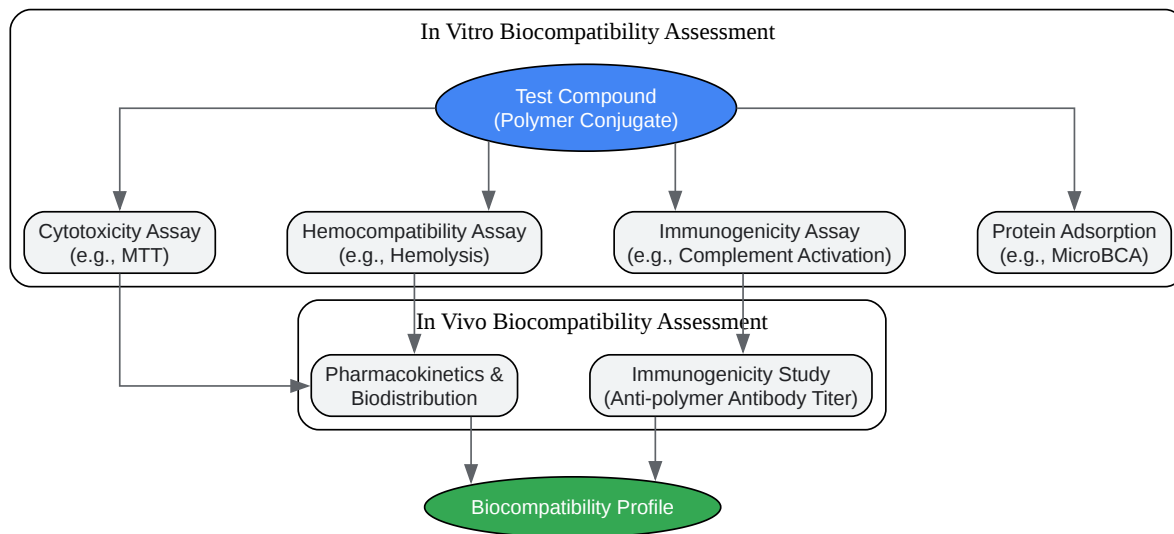 In Vitro Biocompatibility Assessment
Test Compound
(Polymer Conjugate)
Cytotoxicity Assay
(e.g., MTT)
Hemocompatibility Assay
(e.g., Hemolysis)
Immunogenicity Assay
(e.g., Complement Activation)
Protein Adsorption
(e.g., MicroBCA)
In Vivo Biocompatibility Assessment
Pharmacokinetics &
Biodistribution
Immunogenicity Study
(Anti-polymer Antibody Titer)
Biocompatibility Profile